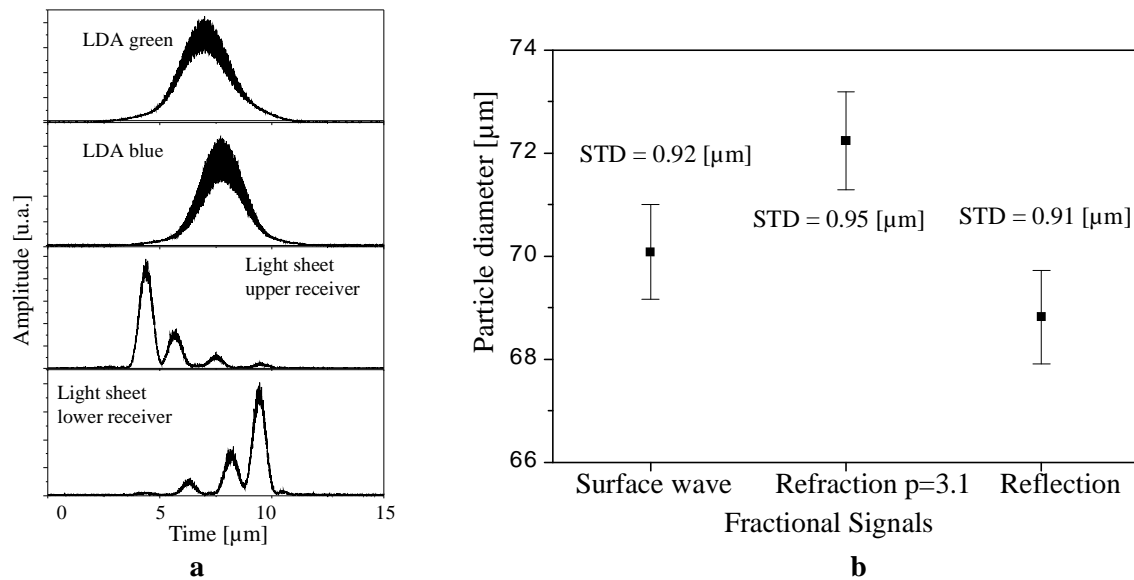 LDA green
LDA blue
Light sheet
upper receiver
Light sheet
lower receiver
Amplitude [u.a.]
0 5 10 15
Time [µm]
a
74
72
70
68
66
Particle diameter [µm]
STD = 0.92 [µm]
STD = 0.95 [µm]
STD = 0.91 [µm]
Surface wave Refraction p=3.1 Reflection
Fractional Signals
b